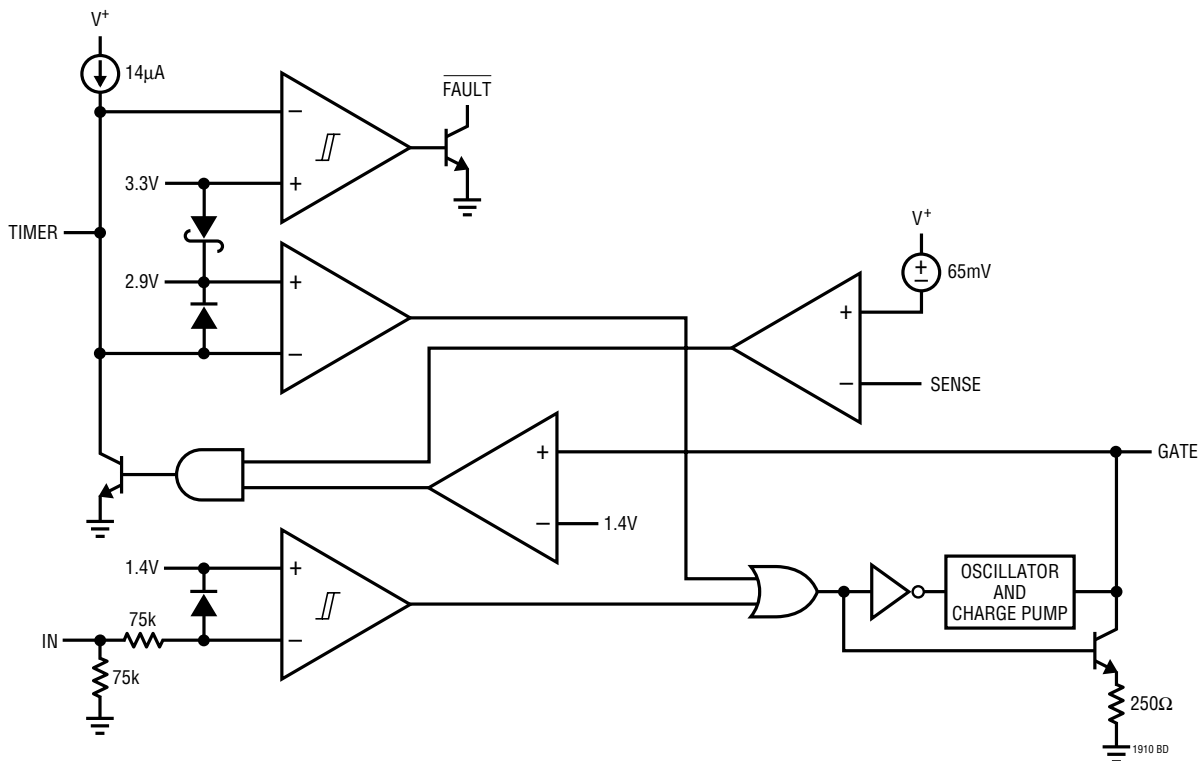 V+
14μA
FAULT
3.3V
TIMER
2.9V
V+
65mV
SENSE
GATE
1.4V
1.4V
IN
75k
75k
OSCILLATOR
AND
CHARGE PUMP
250Ω
1910 BD